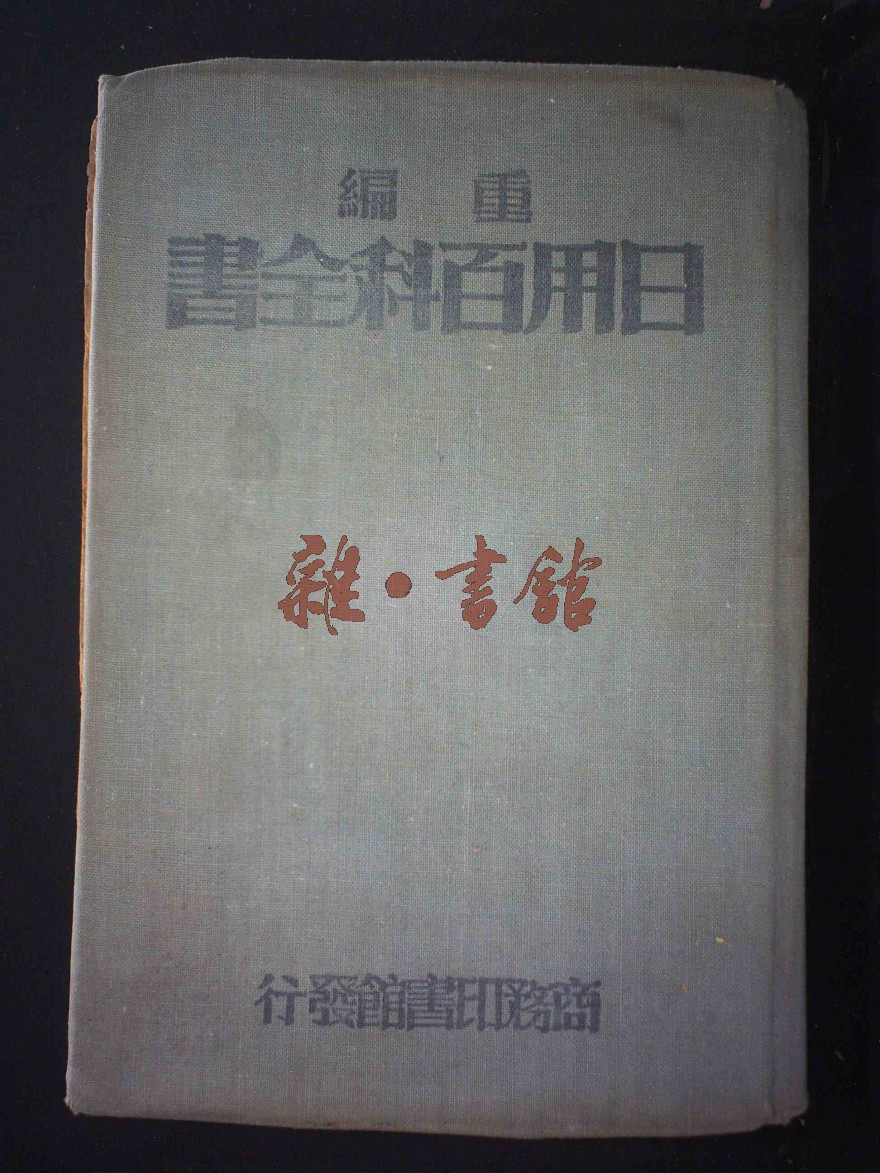 重編
日用百科全書
雜·書館
商務印書館發行